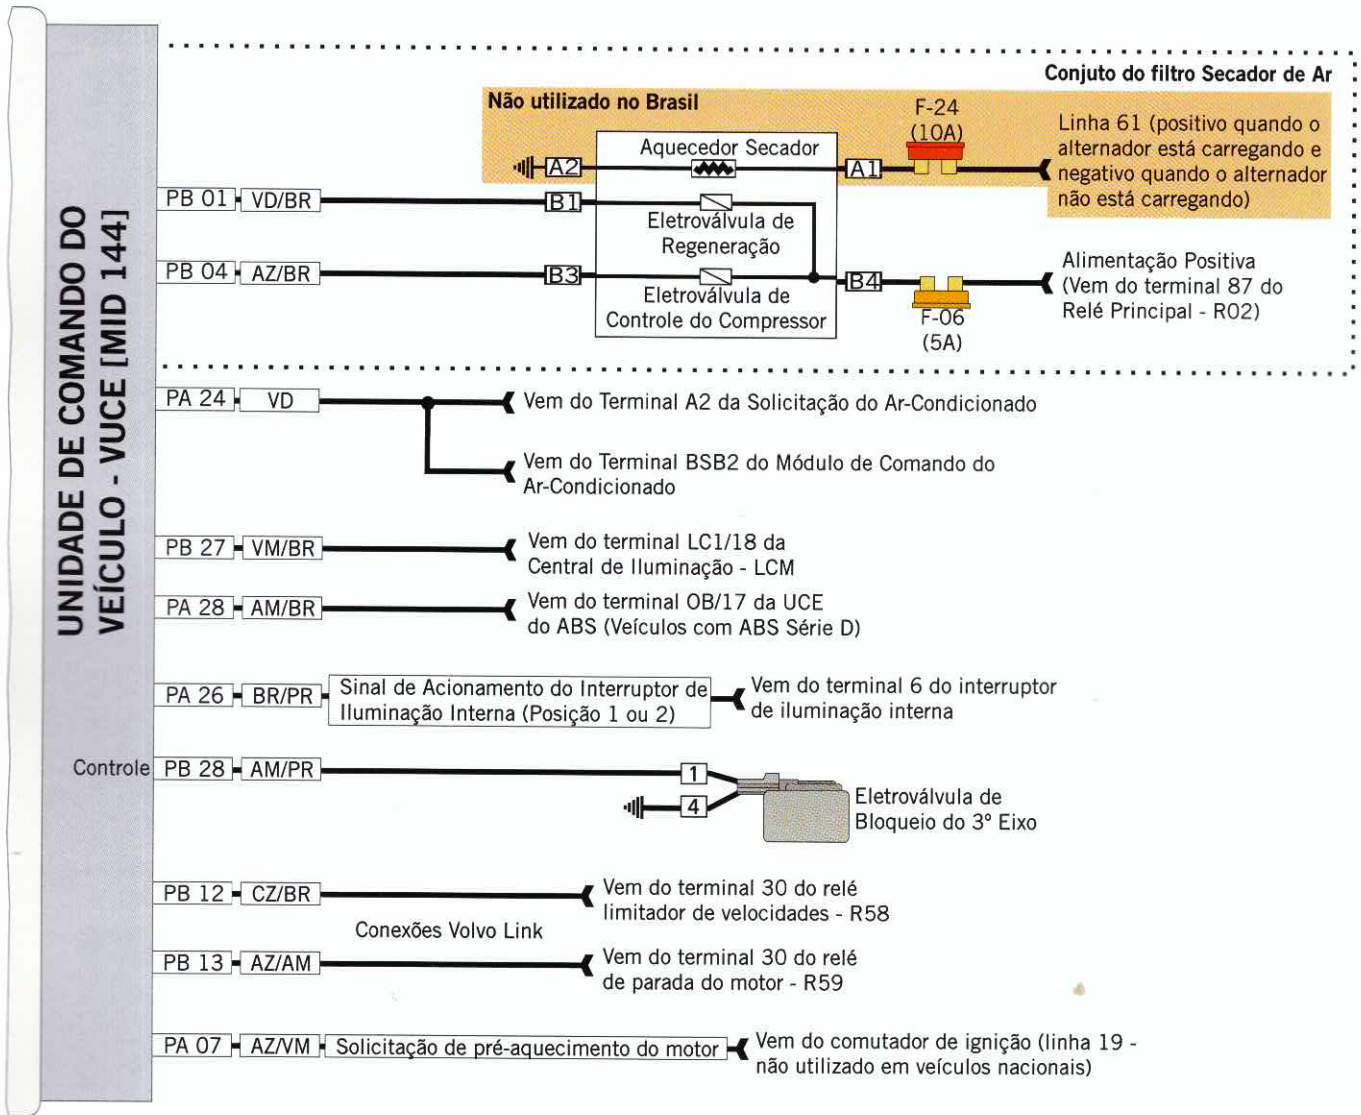 UNIDADE DE COMANDO DO
VEÍCULO - VUCE [MID 144]
Conjuto do filtro Secador de Ar
Não utilizado no Brasil
F-24
(10A)
Linha 61 (positivo quando o
alternador está carregando e
negativo quando o alternador
não está carregando)
Aquecedor Secador
A2
A1
PB 01
VD/BR
B1
Eletroválvula de
Regeneração
PB 04
AZ/BR
B3
B4
Eletroválvula de
Controle do Compressor
F-06
(5A)
Alimentação Positiva
(Vem do terminal 87 do
Relé Principal - R02)
PA 24
VD
Vem do Terminal A2 da Solicitação do Ar-Condicionado
Vem do Terminal BSB2 do Módulo de Comando do
Ar-Condicionado
PB 27
VM/BR
Vem do terminal LC1/18 da
Central de Iluminação - LCM
PA 28
AM/BR
Vem do terminal OB/17 da UCE
do ABS (Veículos com ABS Série D)
PA 26
BR/PR
Sinal de Acionamento do Interruptor de
Iluminação Interna (Posição 1 ou 2)
Vem do terminal 6 do interruptor
de iluminação interna
Controle
PB 28
AM/PR
1
4
Eletroválvula de
Bloqueio do 3º Eixo
PB 12
CZ/BR
Vem do terminal 30 do relé
limitador de velocidades - R58
Conexões Volvo Link
PB 13
AZ/AM
Vem do terminal 30 do relé
de parada do motor - R59
PA 07
AZ/VM
Solicitação de pré-aquecimento do motor
Vem do comutador de ignição (linha 19 -
não utilizado em veículos nacionais)